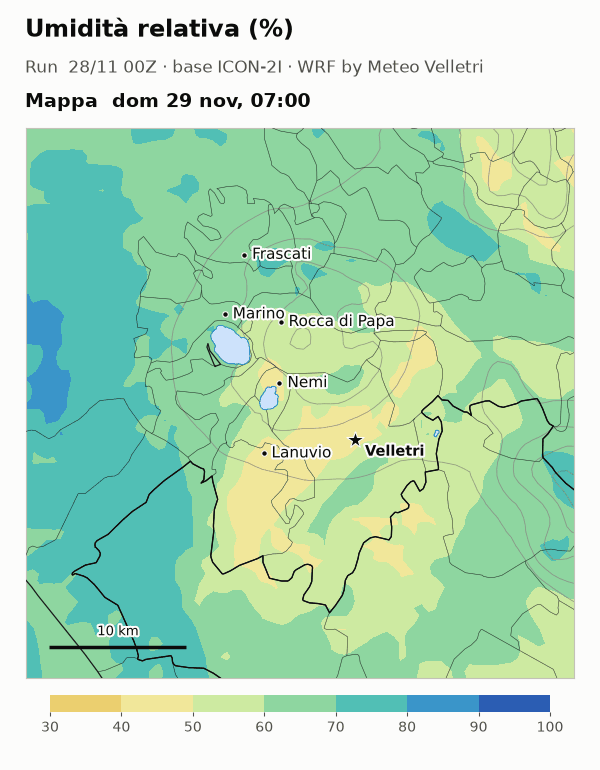 Umidità relativa (%)
Run  28/11 00Z · base ICON-2I · WRF by Meteo Velletri
Mappa  dom 29 nov, 07:00
Frascati
Marino
Rocca di Papa
Nemi
Velletri
Lanuvio
10 km
30 40 50 60 70 80 90 100